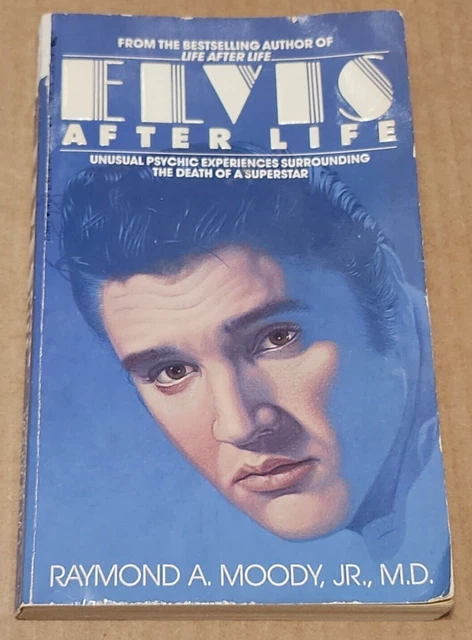 FROM THE BESTSELLING AUTHOR OF
LIFE AFTER LIFE
ELVIS
AFTER LIFE
UNUSUAL PSYCHIC EXPERIENCES SURROUNDING
THE DEATH OF A SUPERSTAR
RAYMOND A. MOODY, JR., M.D.